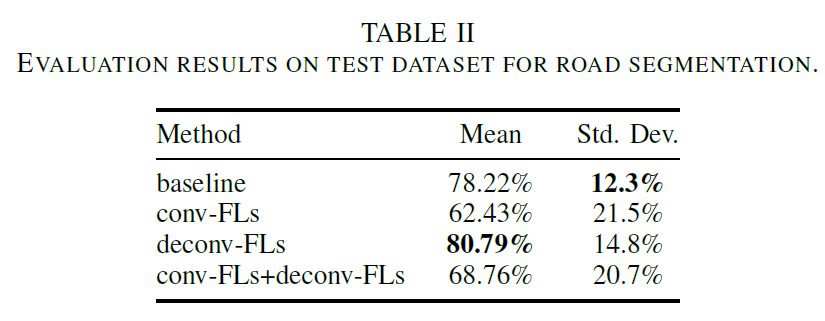 TABLE II
EVALUATION RESULTS ON TEST DATASET FOR ROAD SEGMENTATION.
Method Mean Std. Dev.
baseline 78.22% 12.3%
conv-FLs 62.43% 21.5%
deconv-FLs 80.79% 14.8%
conv-FLs+deconv-FLs 68.76% 20.7%